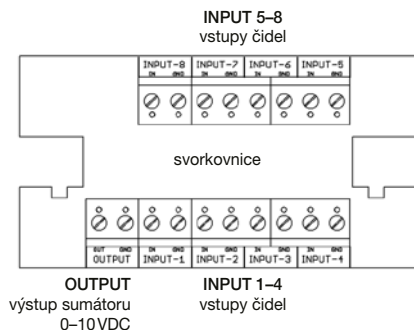 INPUT 5–8
vstupy čidel
INPUT-8 INPUT-7 INPUT-6 INPUT-5
IN GND IN GND IN GND IN GND
svorkovnice
OUT GND IN GND IN GND IN GND IN GND
OUTPUT INPUT-1 INPUT-2 INPUT-3 INPUT-4
OUTPUT
výstup sumátoru
0–10 VDC
INPUT 1–4
vstupy čidel